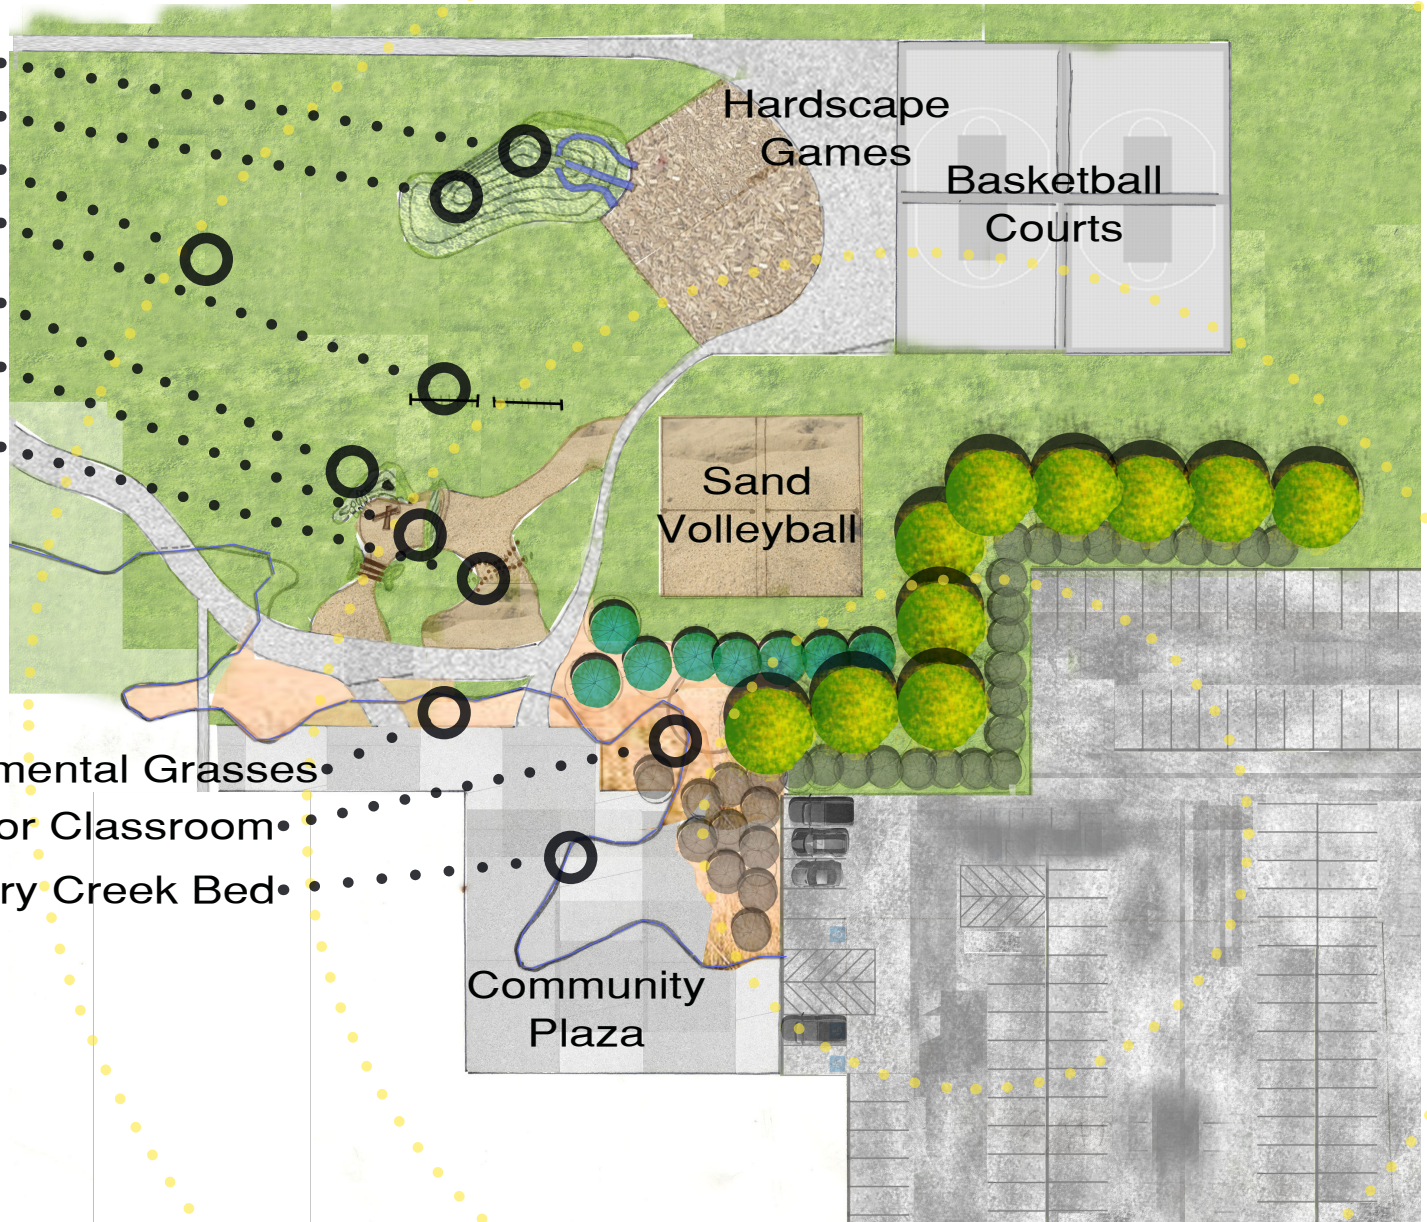 Hardscape
Games
Basketball
Courts
Sand
Volleyball
mental Grasses
or Classroom
ry Creek Bed
Community
Plaza